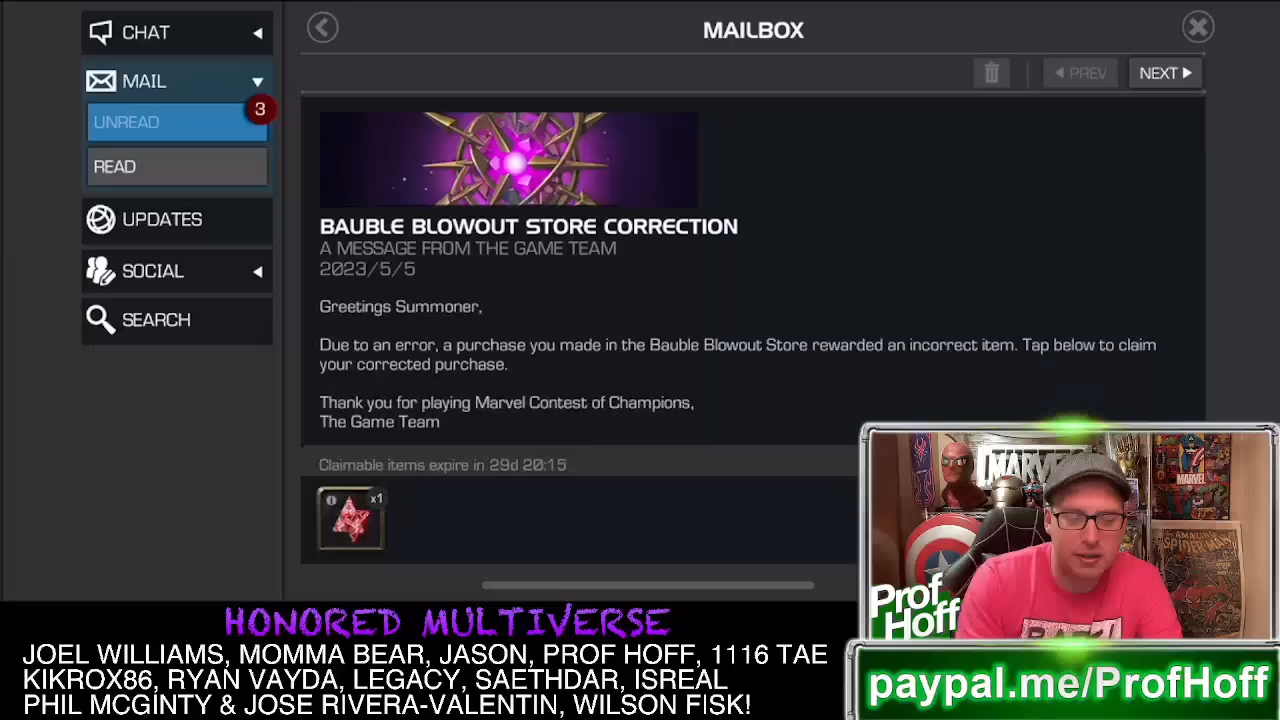 CHAT
MAIL
3
UNREAD
READ
UPDATES
SOCIAL
SEARCH
MAILBOX
PREV
NEXT
BAUBLE BLOWOUT STORE CORRECTION
A MESSAGE FROM THE GAME TEAM
2023/5/5
Greetings Summoner,
Due to an error, a purchase you made in the Bauble Blowout Store rewarded an incorrect item. Tap below to claim
your corrected purchase.
Thank you for playing Marvel Contest of Champions,
The Game Team
Claimable items expire in 29d 20:15
x1
MARVEL
MARVEL
AMAZING
SPIDER-MAN
Prof
Hoff
HONORED MULTIVERSE
JOEL WILLIAMS, MOMMA BEAR, JASON, PROF HOFF, 1116 TAE
KIKROX86, RYAN VAYDA, LEGACY, SAETHDAR, ISREAL
PHIL MCGINTY & JOSE RIVERA-VALENTIN, WILSON FISK!
paypal.me/ProfHoff